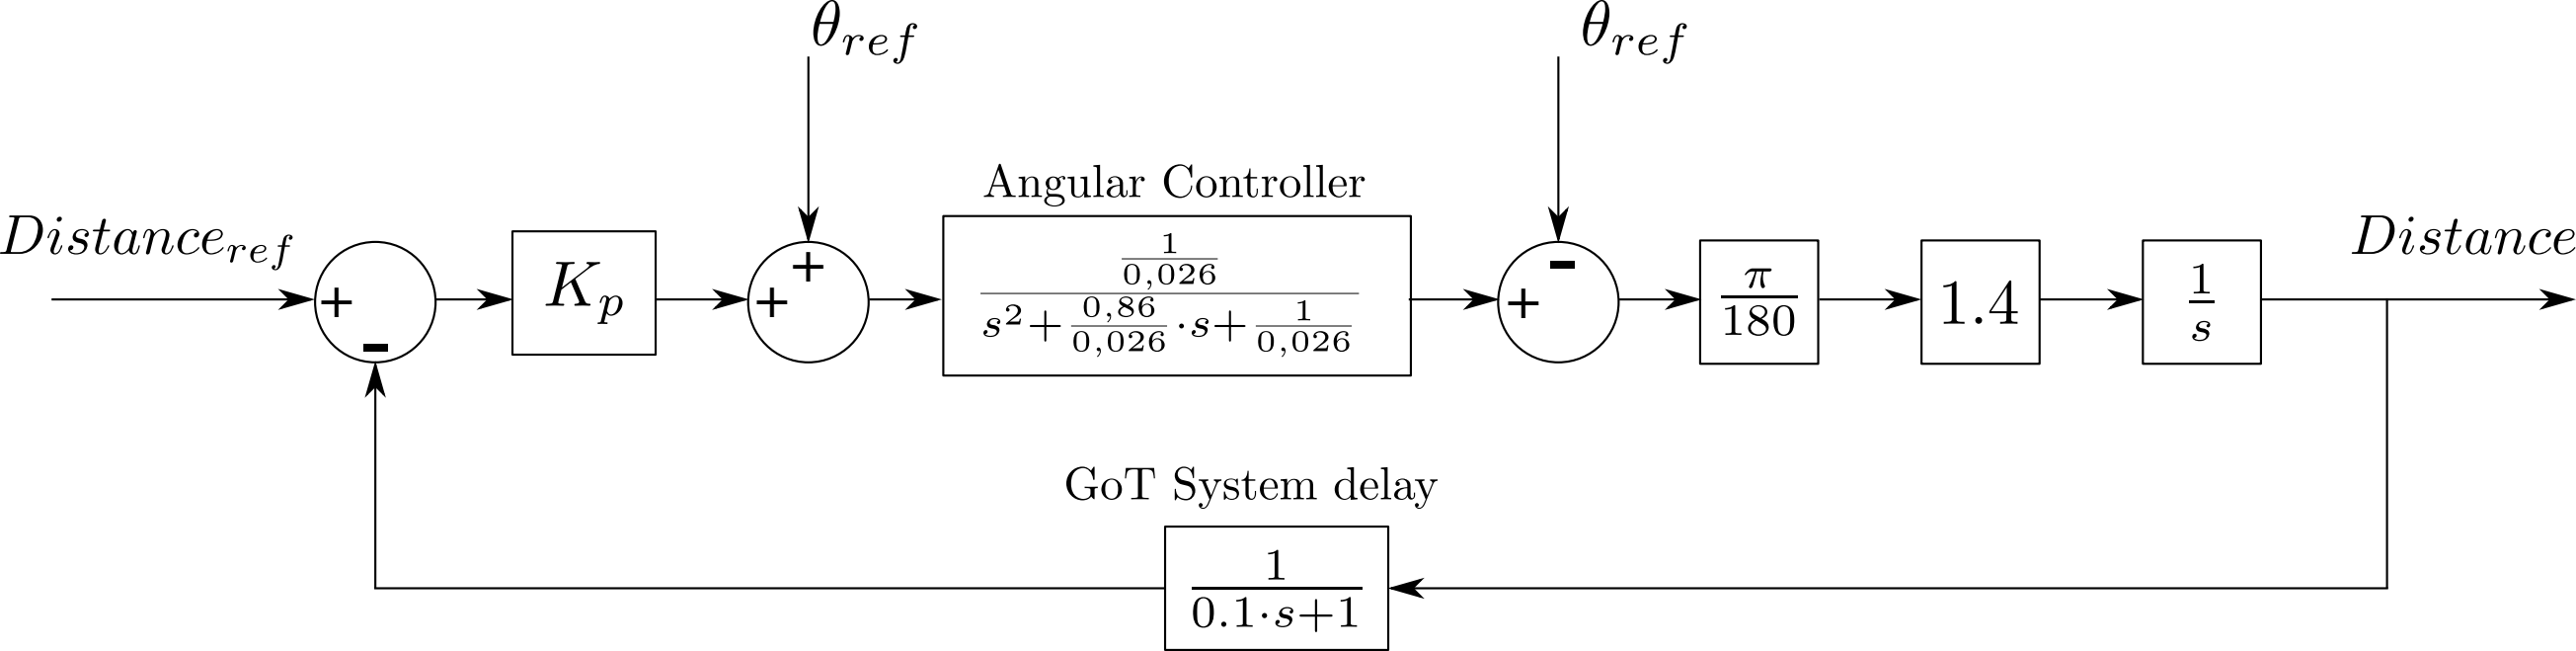 θref
θref
Angular Controller
Distanceref
+
-
Kp
+
+
1/0,026
s²+0,86/0,026·s+1/0,026
+
-
π/180
1.4
1/s
Distance
GoT System delay
1/0.1·s+1